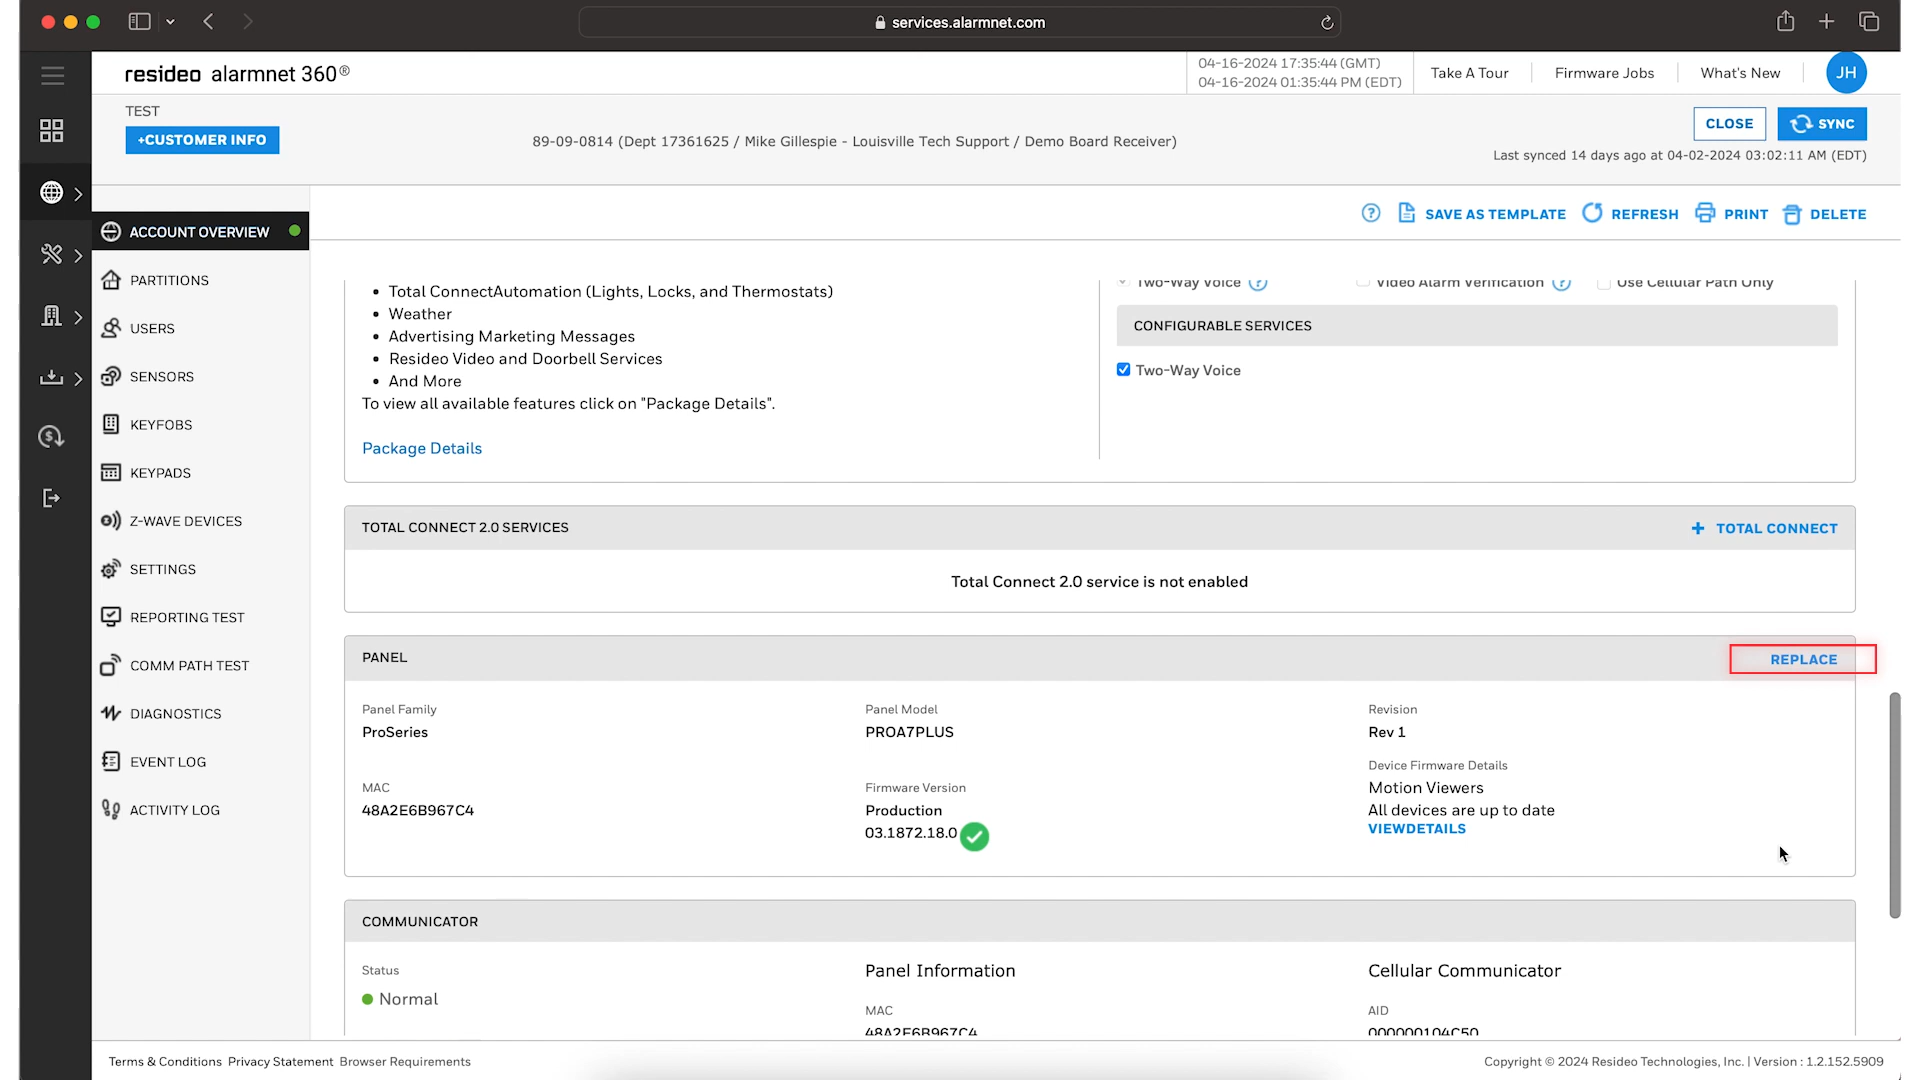 services.alarmnet.com
resideo alarmnet 360®
04-16-2024 17:35:44 (GMT)
04-16-2024 01:35:44 PM (EDT)
Take A Tour
Firmware Jobs
What's New
JH
TEST
+CUSTOMER INFO
89-09-0814 (Dept 17361625 / Mike Gillespie - Louisville Tech Support / Demo Board Receiver)
CLOSE
SYNC
Last synced 14 days ago at 04-02-2024 03:02:11 AM (EDT)
SAVE AS TEMPLATE
REFRESH
PRINT
DELETE
ACCOUNT OVERVIEW
PARTITIONS
USERS
SENSORS
KEYFOBS
KEYPADS
Z-WAVE DEVICES
SETTINGS
REPORTING TEST
COMM PATH TEST
DIAGNOSTICS
EVENT LOG
ACTIVITY LOG
• Total ConnectAutomation (Lights, Locks, and Thermostats)
• Weather
• Advertising Marketing Messages
• Resideo Video and Doorbell Services
• And More
To view all available features click on "Package Details".
Package Details
Two-Way Voice
Video Alarm Verification
Use Cellular Path Only
CONFIGURABLE SERVICES
Two-Way Voice
TOTAL CONNECT 2.0 SERVICES
+ TOTAL CONNECT
Total Connect 2.0 service is not enabled
PANEL
REPLACE
Panel Family
ProSeries
Panel Model
PROA7PLUS
Revision
Rev 1
MAC
48A2E6B967C4
Firmware Version
Production
03.1872.18.0
Device Firmware Details
Motion Viewers
All devices are up to date
VIEWDETAILS
COMMUNICATOR
Status
Normal
Panel Information
MAC
48A2E6B967C4
Cellular Communicator
AID
000000104C50
Terms & Conditions Privacy Statement Browser Requirements
Copyright © 2024 Resideo Technologies, Inc. | Version : 1.2.152.5909